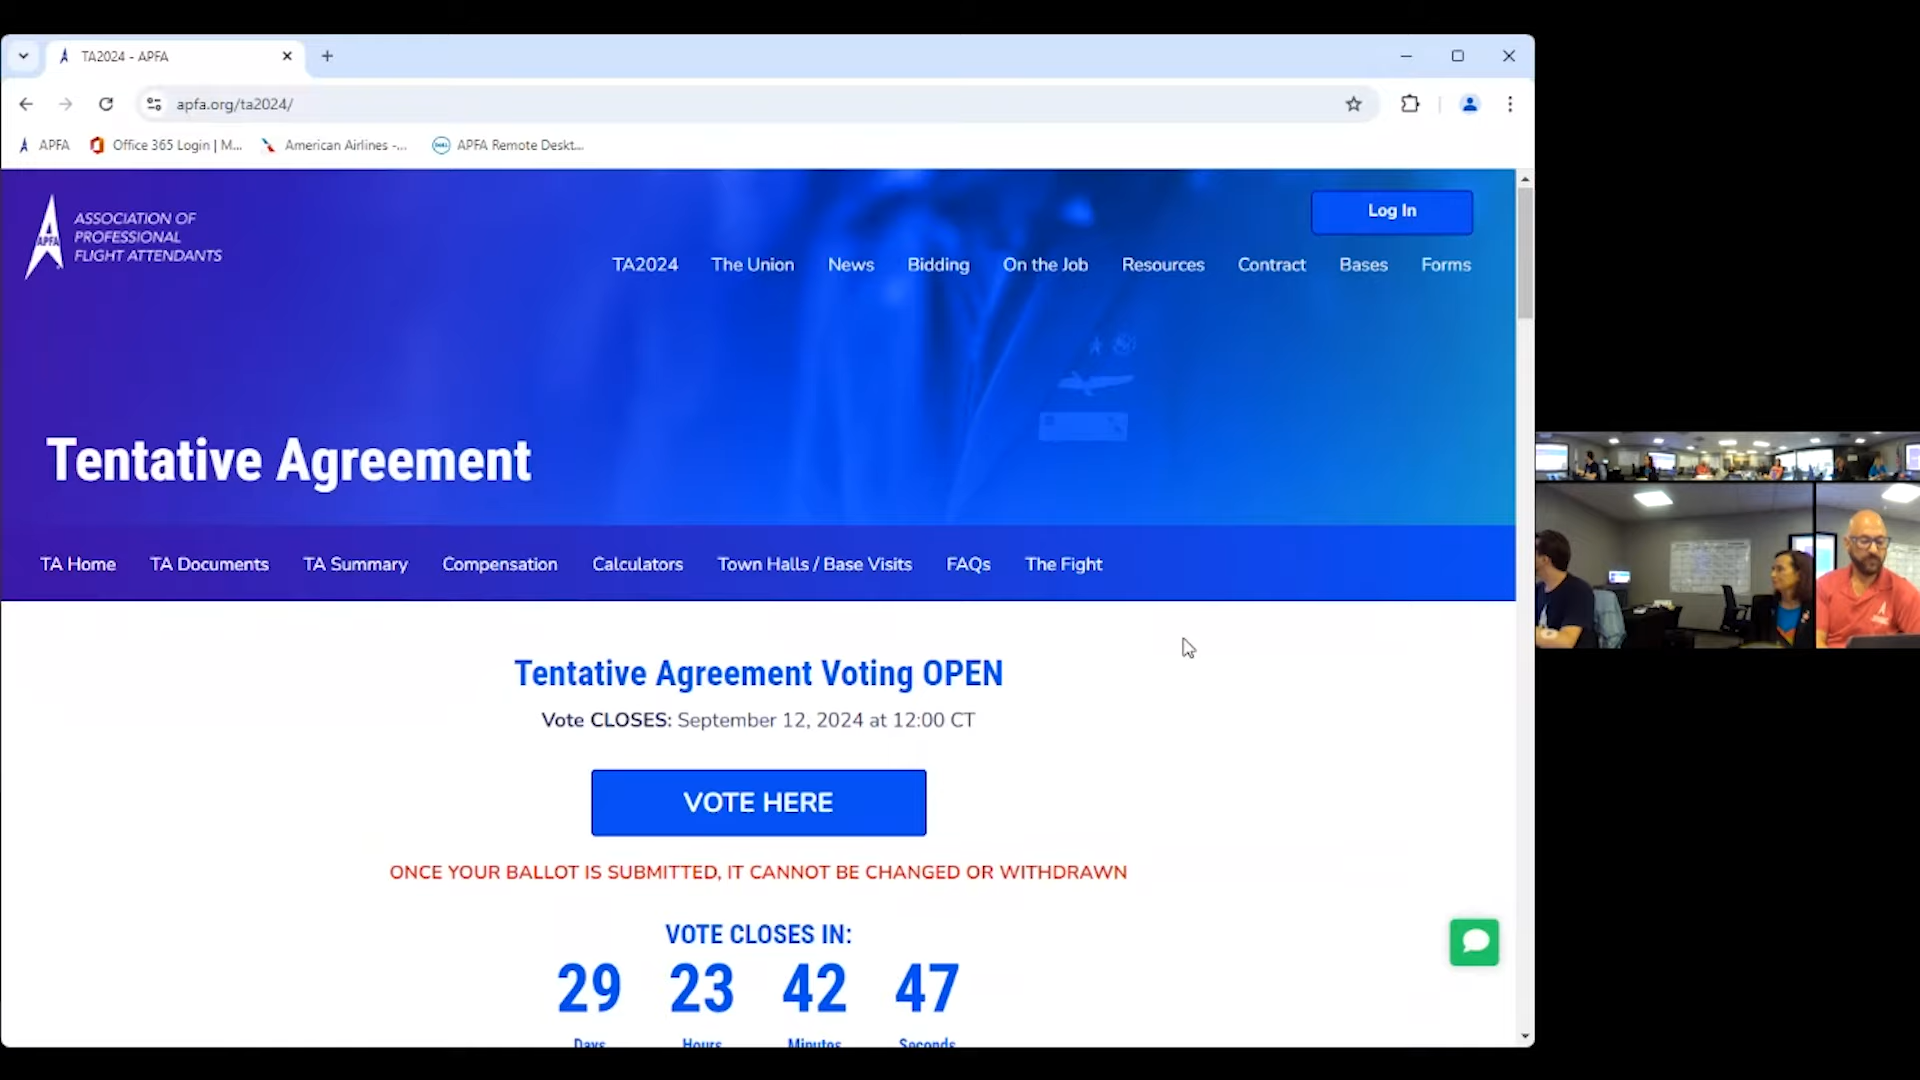 TA2024 - APFA
apfa.org/ta2024/
APFA
Office 365 Login | M...
American Airlines -...
APFA Remote Deskt...
APFA
ASSOCIATION OF
PROFESSIONAL
FLIGHT ATTENDANTS
Log In
TA2024 The Union News Bidding On the Job Resources Contract Bases Forms
Tentative Agreement
TA Home TA Documents TA Summary Compensation Calculators Town Halls / Base Visits FAQs The Fight
Tentative Agreement Voting OPEN
Vote CLOSES: September 12, 2024 at 12:00 CT
VOTE HERE
ONCE YOUR BALLOT IS SUBMITTED, IT CANNOT BE CHANGED OR WITHDRAWN
VOTE CLOSES IN:
29 23 42 47
Days Hours Minutes Seconds